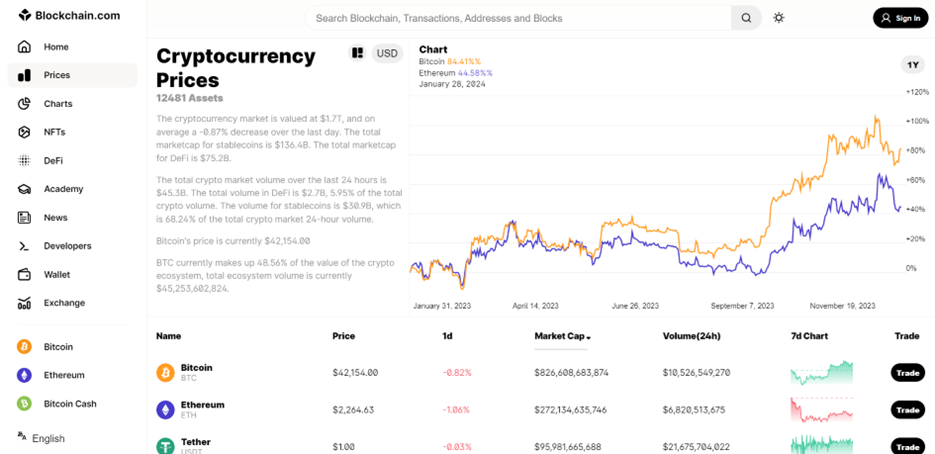 Blockchain.com
Search Blockchain, Transactions, Addresses and Blocks
Sign In
Home
Prices
Charts
NFTs
DeFi
Academy
News
Developers
Wallet
Exchange
Bitcoin
Ethereum
Bitcoin Cash
English
Cryptocurrency
Prices
USD
12481 Assets
The cryptocurrency market is valued at $1.7T, and on
average a -0.87% decrease over the last day. The total
marketcap for stablecoins is $136.4B. The total marketcap
for DeFi is $75.2B.
The total crypto market volume over the last 24 hours is
$45.3B. The total volume in DeFi is $2.7B, 5.95% of the total
crypto volume. The volume for stablecoins is $30.9B, which
is 68.24% of the total crypto market 24-hour volume.
Bitcoin's price is currently $42,154.00
BTC currently makes up 48.56% of the value of the crypto
ecosystem, total ecosystem volume is currently
$45,253,602,824.
Chart
Bitcoin 84.41%%
Ethereum 44.58%%
January 28, 2024
1Y
+120%
+100%
+80%
+60%
+40%
+20%
0%
January 31, 2023 April 14, 2023 June 26, 2023 September 7, 2023 November 19, 2023
Name Price 1d Market Cap Volume(24h) 7d Chart Trade
Bitcoin
BTC
$42,154.00 -0.82% $826,608,683,874 $10,526,549,270 Trade
Ethereum
ETH
$2,264.63 -1.06% $272,134,635,746 $6,820,513,675 Trade
Tether
USDT
$1.00 -0.03% $95,981,665,688 $21,675,704,022 Trade